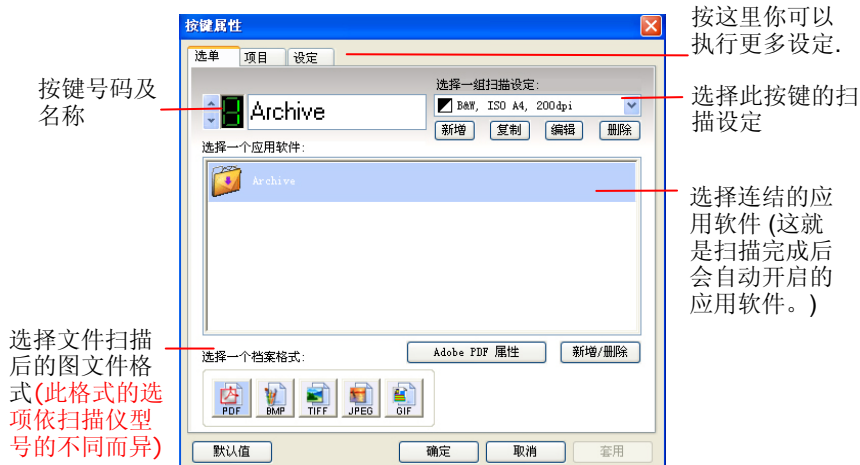 按键属性
选单 项目 设定
按这里你可以
执行更多设定.
按键号码及
名称
8 Archive
选择一组扫描设定:
B&W, ISO A4, 200dpi
新增 复制 编辑 删除
选择此按键的扫
描设定
选择一个应用软件:
Archive
选择连结的应
用软件 (这就
是扫描完成后
会自动开启的
应用软件。)
选择文件扫描
后的图文件格
式(此格式的选
项依扫描仪型
号的不同而异)
选择一个档案格式:
Adobe PDF 属性 新增/删除
PDF BMP TIFF JPEG GIF
默认值 确定 取消 套用